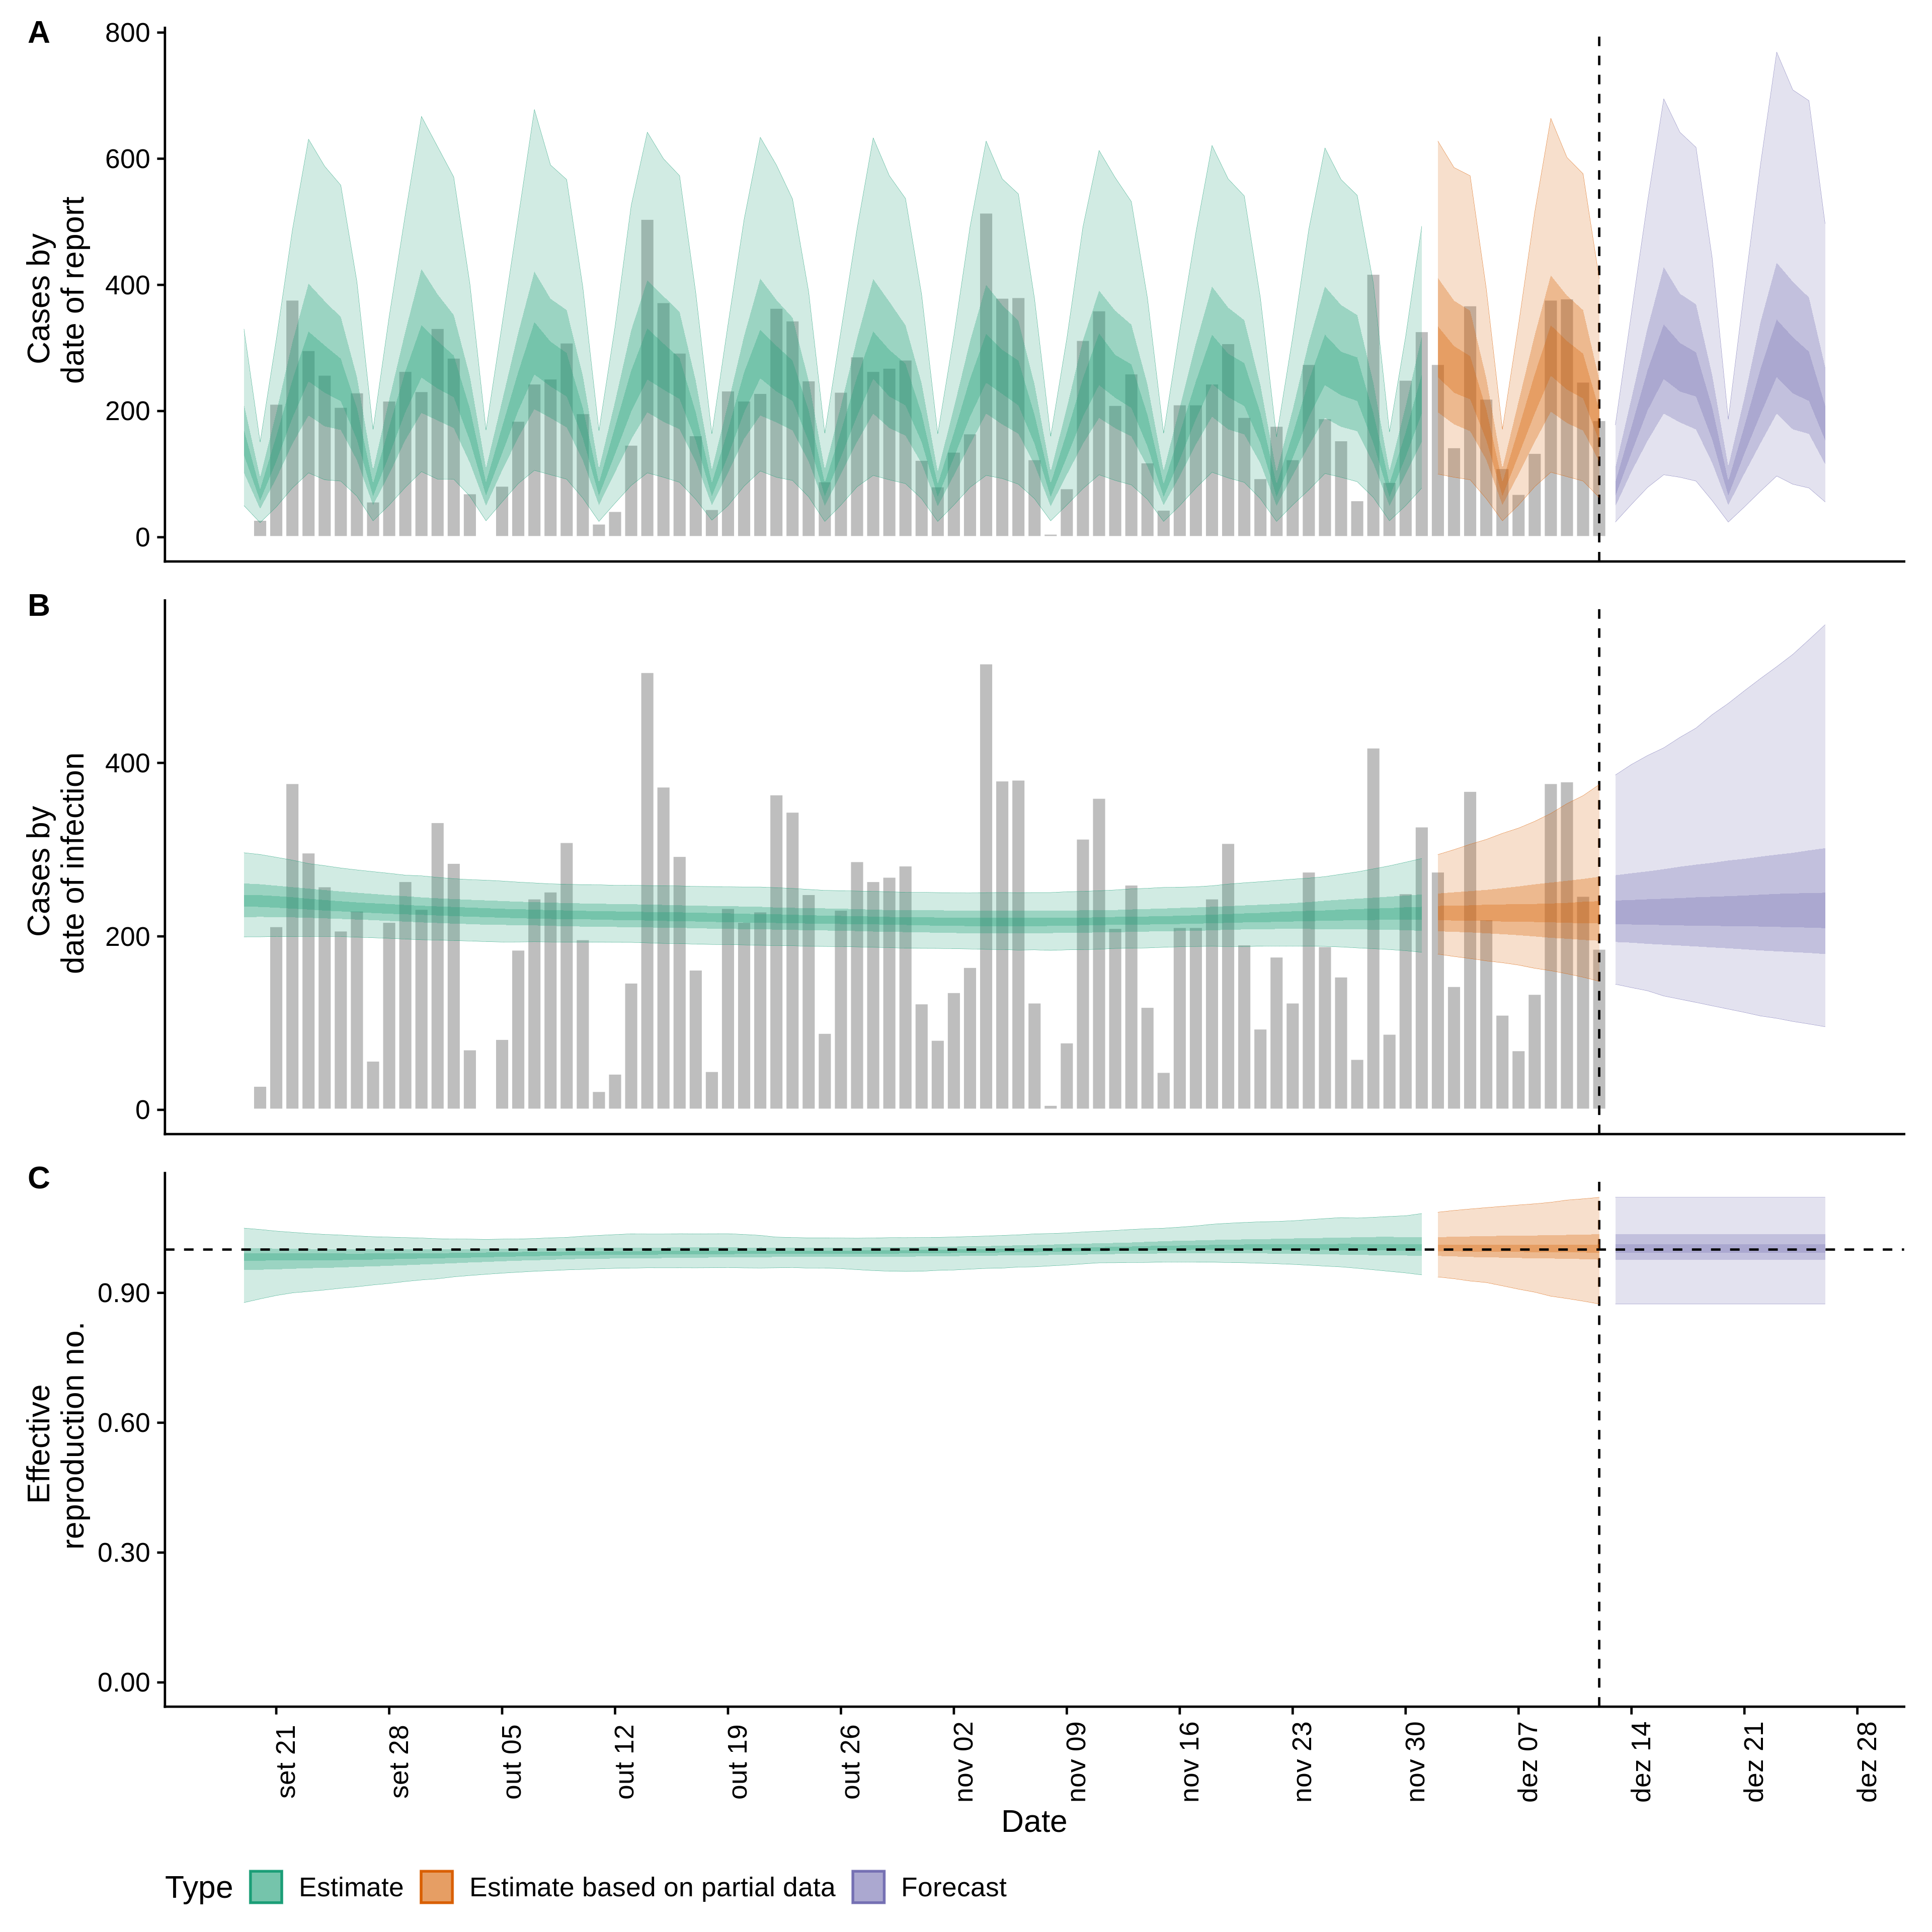 A
800
600
400
200
0
Cases by
date of report
B
400
200
0
Cases by
date of infection
C
0.90
0.60
0.30
0.00
Effective
reproduction no.
set 21
set 28
out 05
out 12
out 19
out 26
nov 02
nov 09
nov 16
nov 23
nov 30
dez 07
dez 14
dez 21
dez 28
Date
Type Estimate Estimate based on partial data Forecast